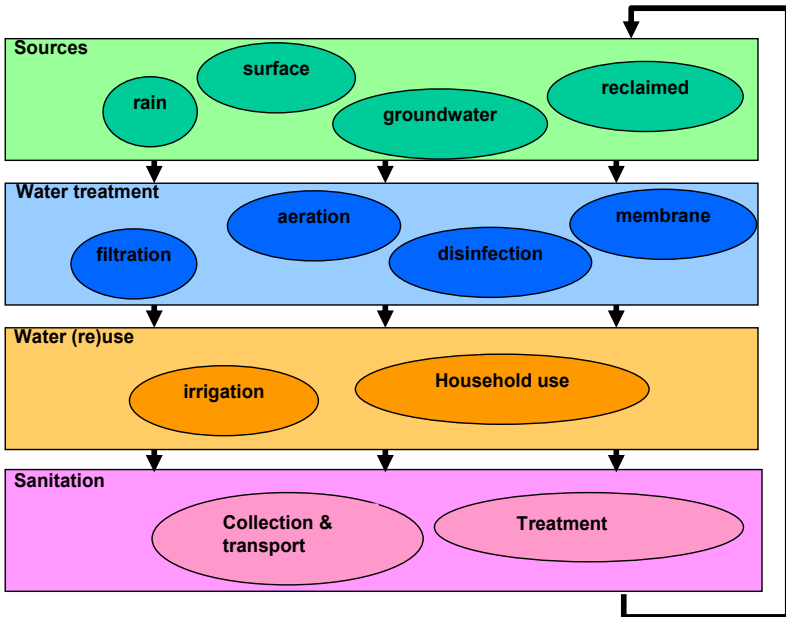 Sources
surface
rain
groundwater
reclaimed
Water treatment
aeration
membrane
filtration
disinfection
Water (re)use
irrigation
Household use
Sanitation
Collection &
transport
Treatment